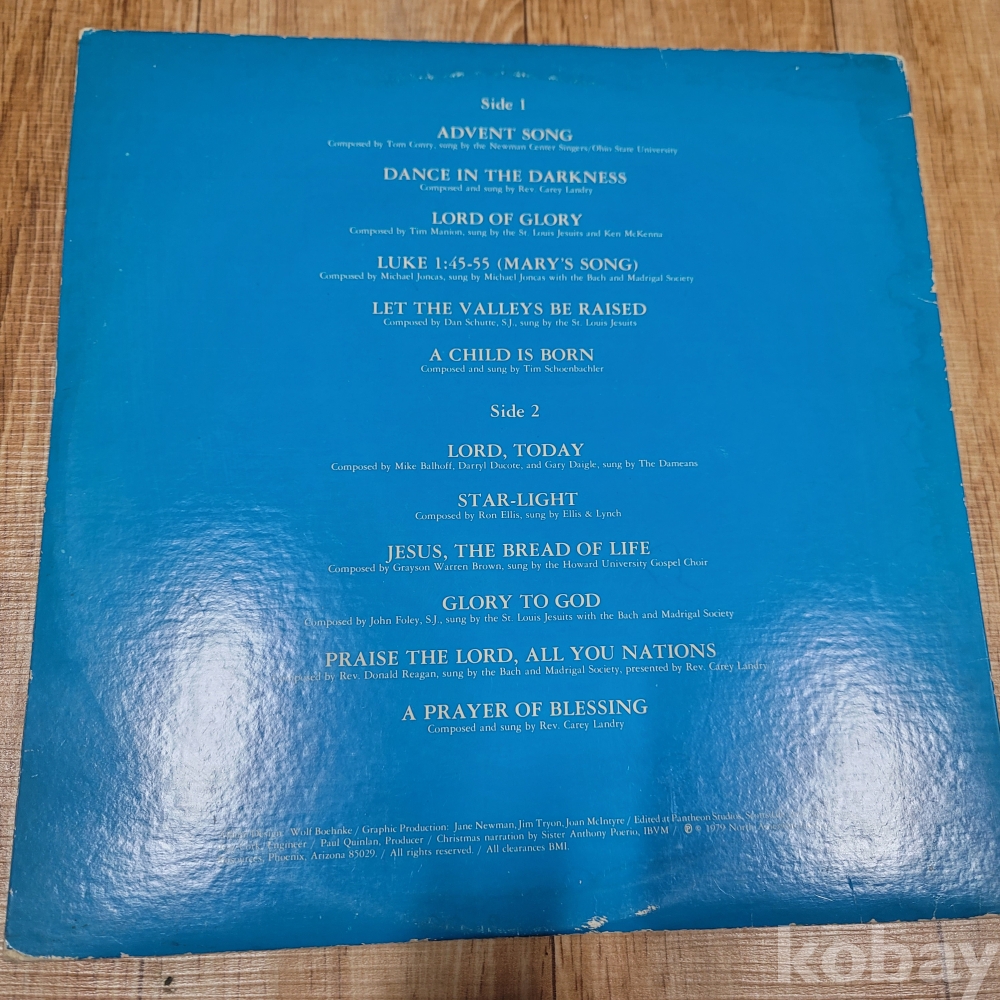 Side 1
ADVENT SONG
Composed by Tom Conry, sung by the Newman Center Singers/Ohio State University
DANCE IN THE DARKNESS
Composed and sung by Rev. Carey Landry
LORD OF GLORY
Composed by Tim Manion, sung by the St. Louis Jesuits and Ken McKenna
LUKE 1:45-55 (MARY'S SONG)
Composed by Michael Joncas, sung by Michael Joncas with the Bach and Madrigal Society
LET THE VALLEYS BE RAISED
Composed by Dan Schutte, S.J., sung by the St. Louis Jesuits
A CHILD IS BORN
Composed and sung by Tim Schoenbachler
Side 2
LORD, TODAY
Composed by Mike Balhoff, Darryl Ducote, and Gary Daigle, sung by The Dameans
STAR-LIGHT
Composed by Ron Ellis, sung by Ellis & Lynch
JESUS, THE BREAD OF LIFE
Composed by Grayson Warren Brown, sung by the Howard University Gospel Choir
GLORY TO GOD
Composed by John Foley, S.J., sung by the St. Louis Jesuits with the Bach and Madrigal Society
PRAISE THE LORD, ALL YOU NATIONS
by Rev. Donald Reagan, sung by the Bach and Madrigal Society, presented by Rev. Carey Landry
A PRAYER OF BLESSING
Composed and sung by Rev. Carey Landry
Wolf Boehnke / Graphic Production: Jane Newman, Jim Tryon, Joan McIntyre / Edited at Pantheon Studios,
Engineer / Paul Quinlan, Producer / Christmas narration by Sister Anthony Poerio, IBVM / ℗ © 1979 North
Phoenix, Arizona 85029. / All rights reserved. / All clearances BMI.
kobay